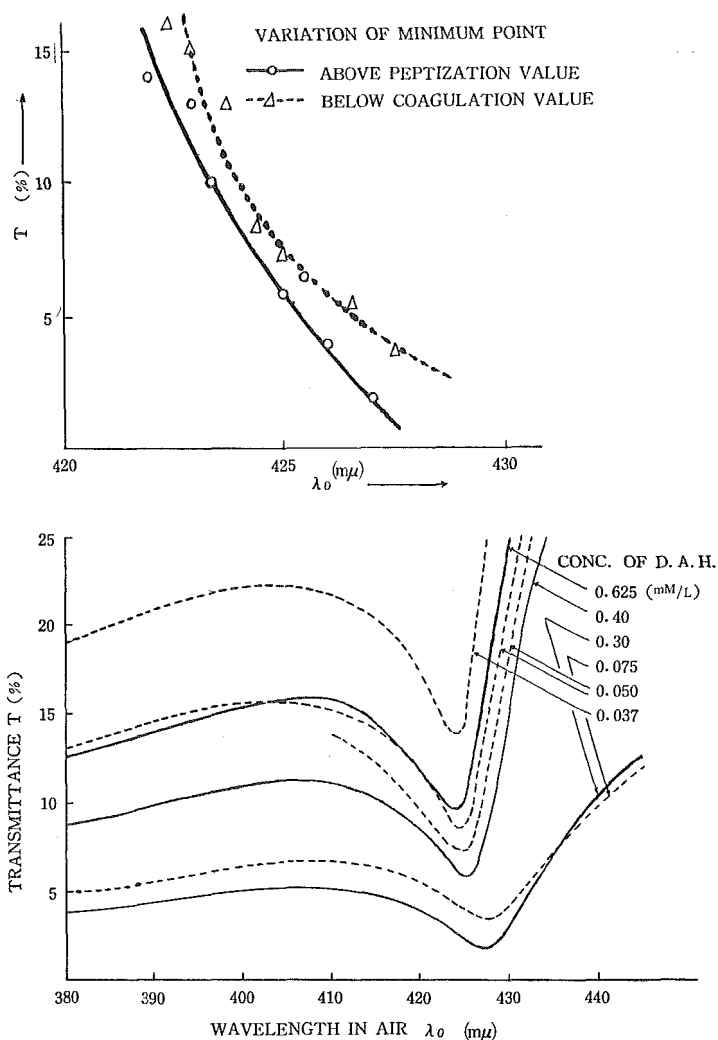 VARIATION OF MINIMUM POINT
ABOVE PEPTIZATION VALUE
BELOW COAGULATION VALUE
T (%)
15
10
5
420
425
430
λ₀ (mμ)
CONC. OF D. A. H.
0.625 (mM/L)
0.40
0.30
0.075
0.050
0.037
TRANSMITTANCE T (%)
25
20
15
10
5
380
390
400
410
420
430
440
WAVELENGTH IN AIR λ₀ (mμ)